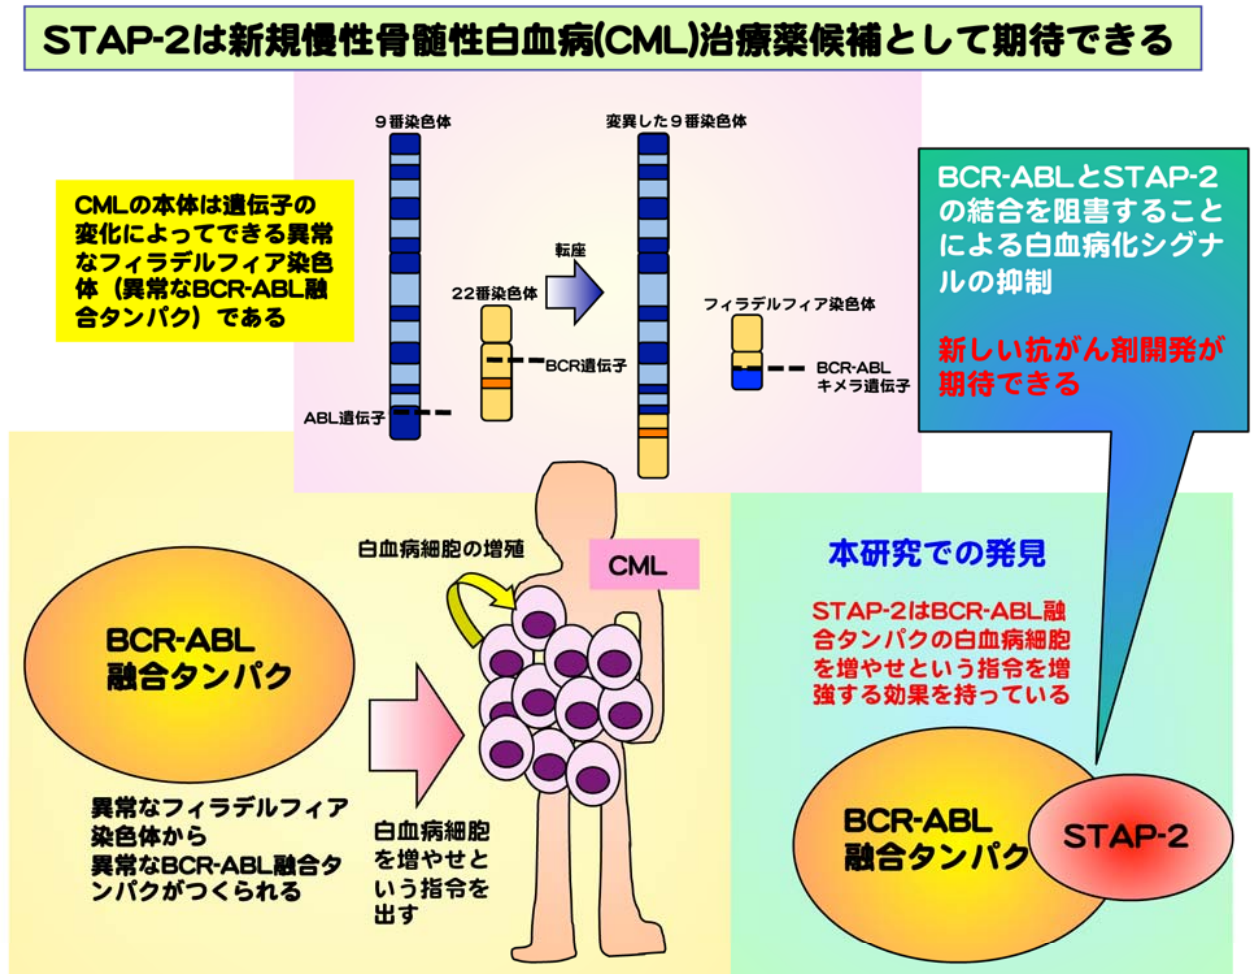 STAP-2は新規慢性骨髄性白血病(CML)治療薬候補として期待できる
CMLの本体は遺伝子の
変化によってできる異常
なフィラデルフィア染色
体（異常なBCR-ABL融
合タンパク）である
9番染色体
22番染色体
BCR遺伝子
ABL遺伝子
転座
変異した9番染色体
フィラデルフィア染色体
BCR-ABL
キメラ遺伝子
BCR-ABLとSTAP-2
の結合を阻害すること
による白血病化シグナ
ルの抑制
新しい抗がん剤開発が
期待できる
BCR-ABL
融合タンパク
異常なフィラデルフィア
染色体から
異常なBCR-ABL融合タ
ンパクがつくられる
白血病細胞の増殖
CML
白血病細胞
を増やせと
いう指令を
出す
本研究での発見
STAP-2はBCR-ABL融
合タンパクの白血病細胞
を増やせという指令を増
強する効果を持っている
BCR-ABL
融合タンパク
STAP-2